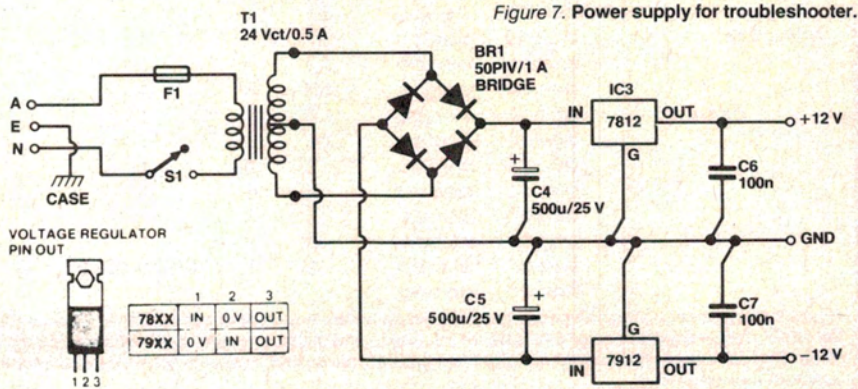 Figure 7. Power supply for troubleshooter.
T1
24 Vct/0.5 A
BR1
50PIV/1 A
BRIDGE
F1
A
E
N
S1
CASE
IC3
IN
7812
OUT
G
+12 V
C4
500u/25 V
+
C6
100n
GND
C5
500u/25 V
+
C7
100n
G
IN
7912
OUT
−12 V
VOLTAGE REGULATOR
PIN OUT
1 2 3
1 2 3
78XX IN 0 V OUT
79XX 0 V IN OUT